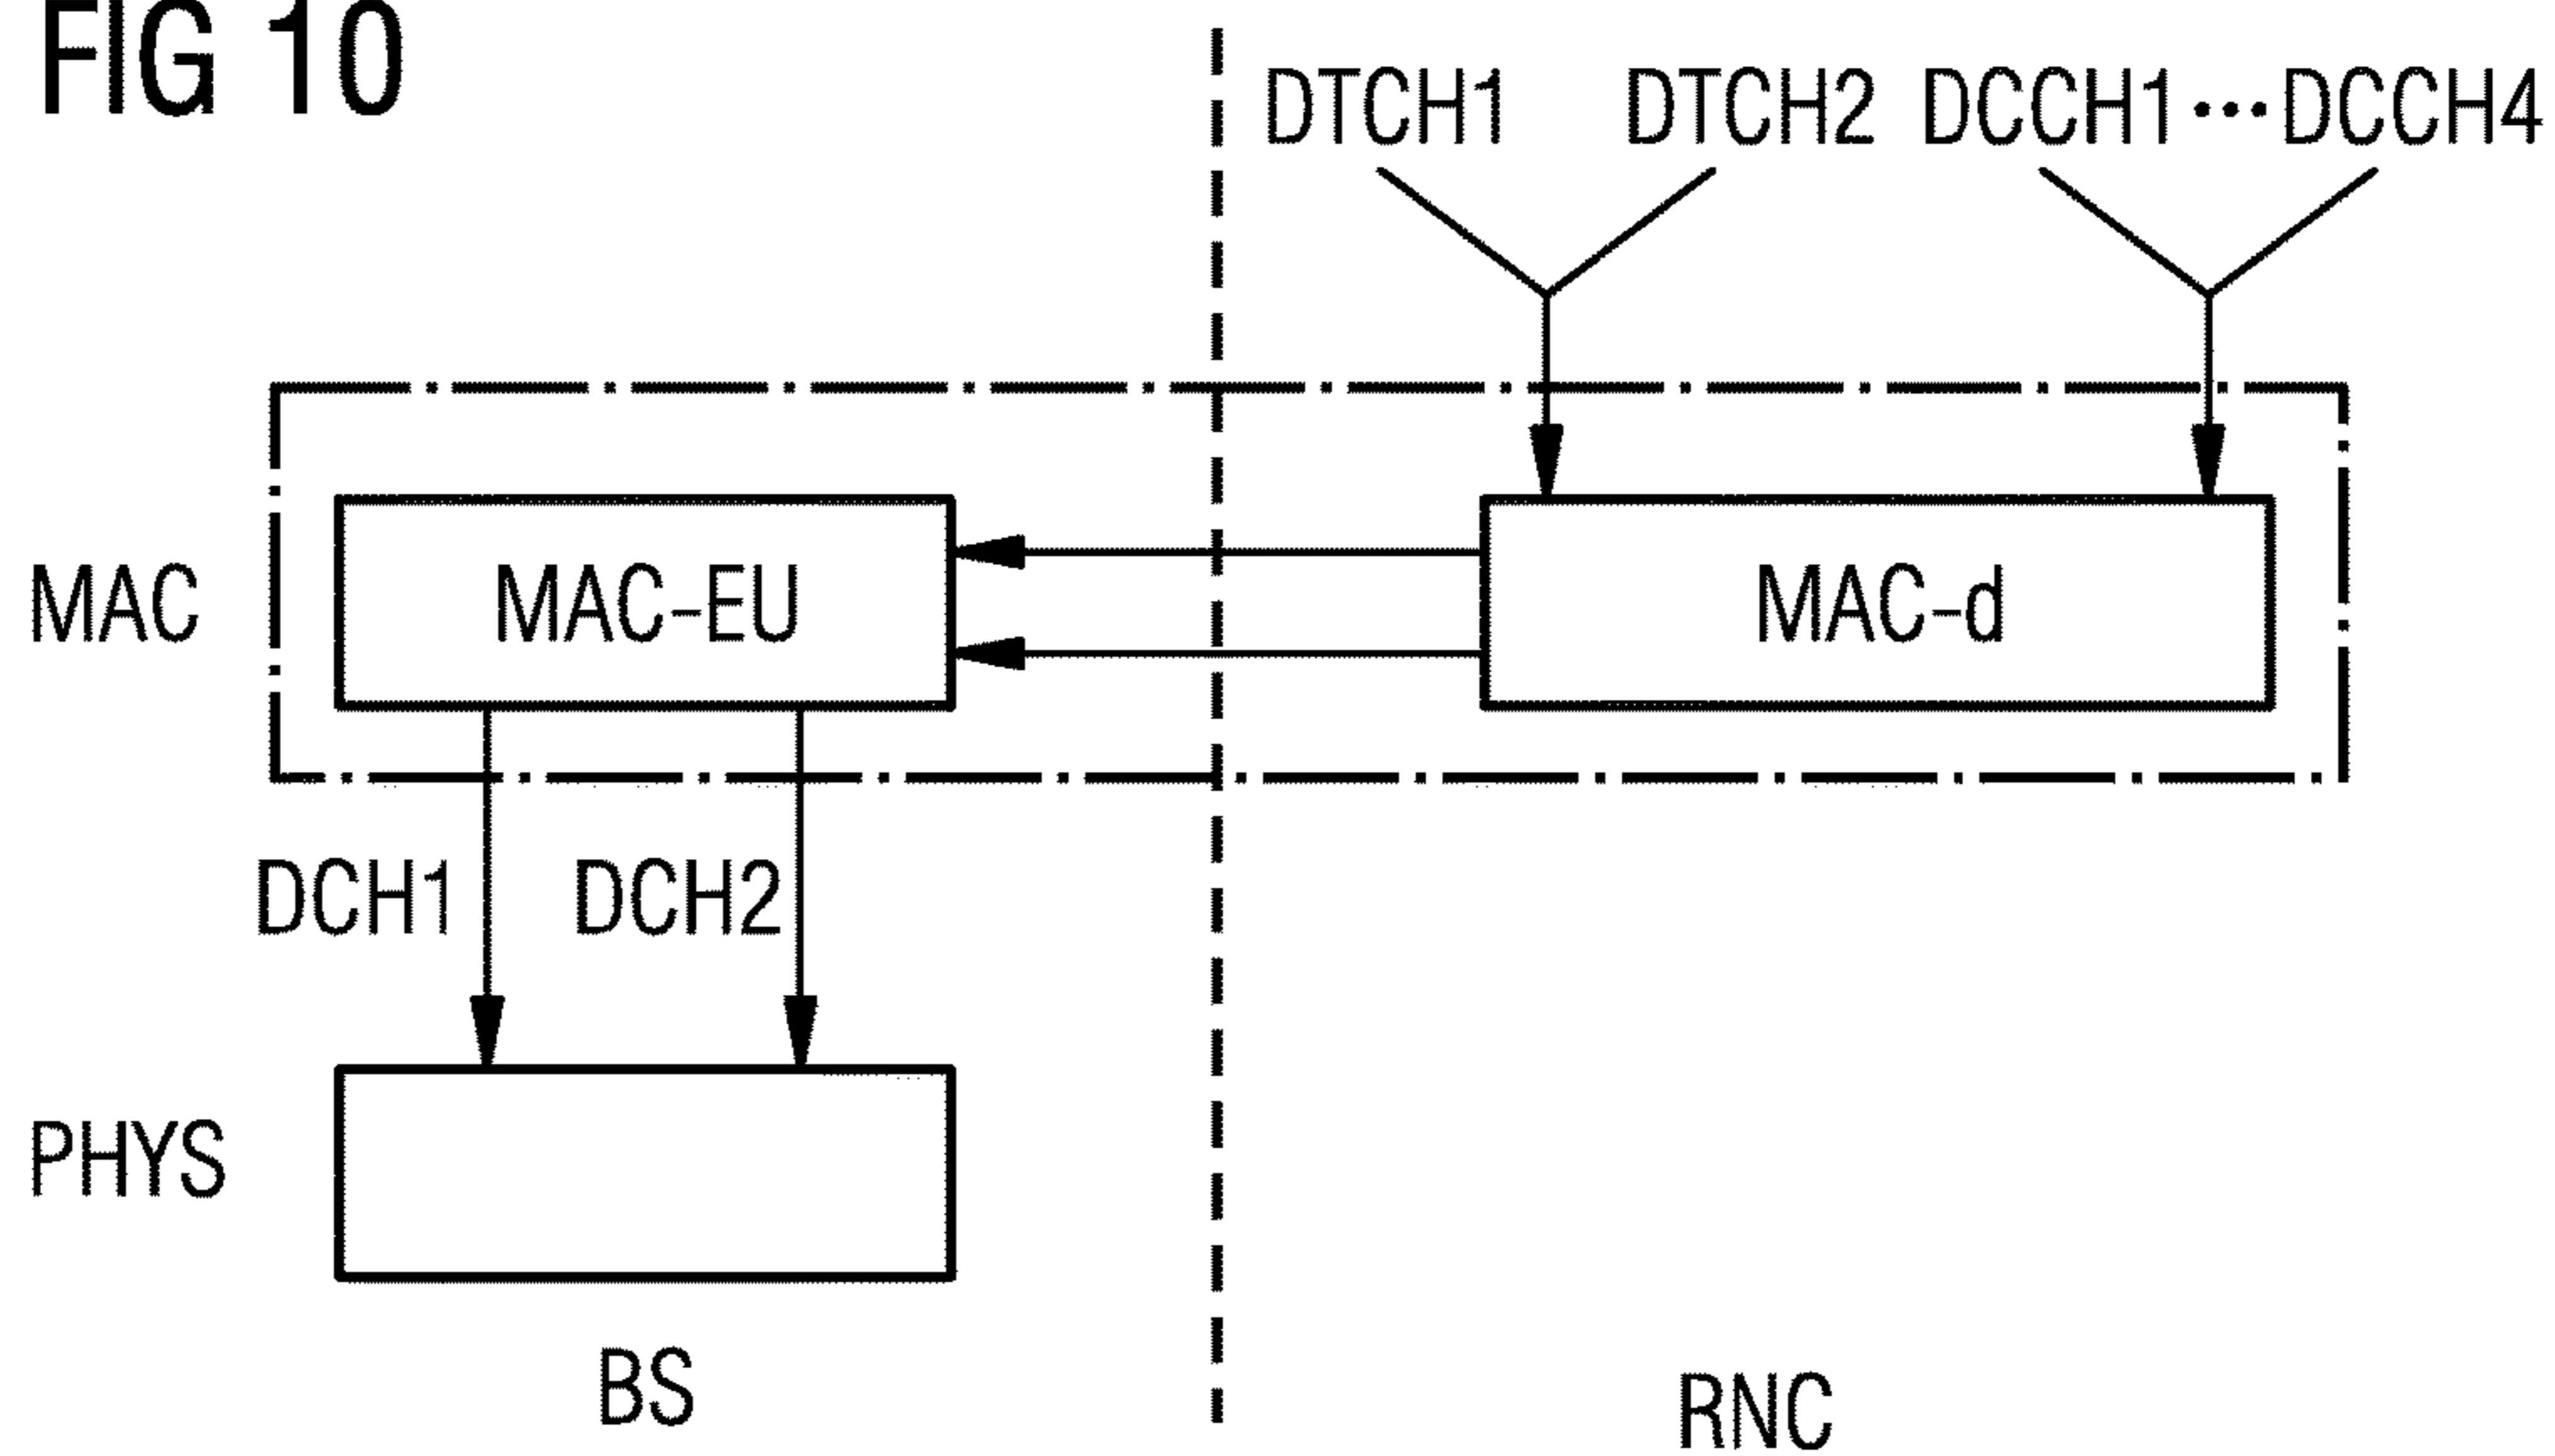 FIG 10
DTCH1 DTCH2 DCCH1···DCCH4
MAC MAC-EU MAC-d
DCH1 DCH2
PHYS
BS
RNC